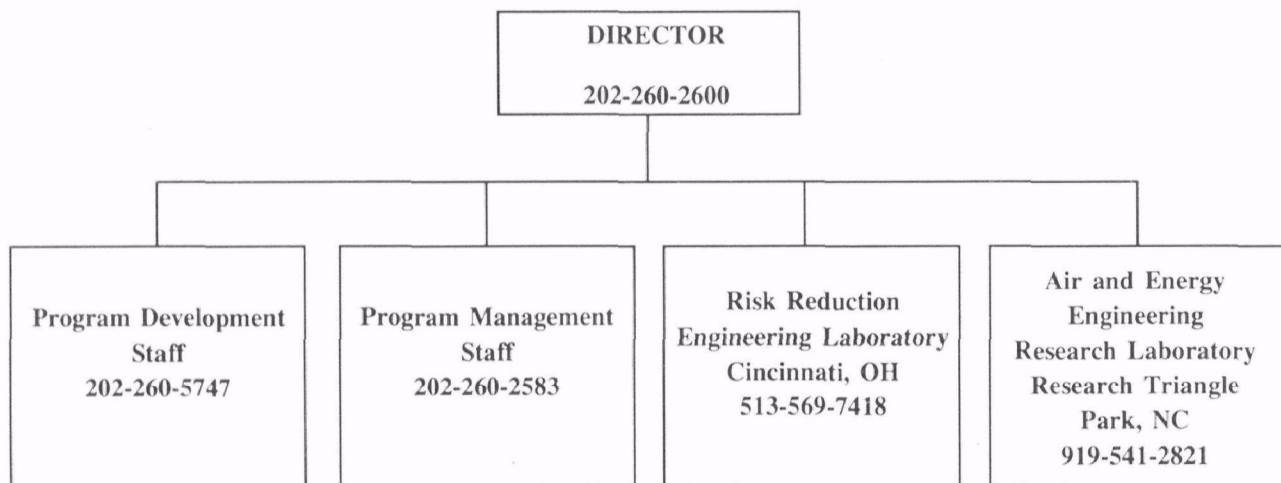 DIRECTOR
202-260-2600
Program Development
Staff
202-260-5747
Program Management
Staff
202-260-2583
Risk Reduction
Engineering Laboratory
Cincinnati, OH
513-569-7418
Air and Energy
Engineering
Research Laboratory
Research Triangle
Park, NC
919-541-2821